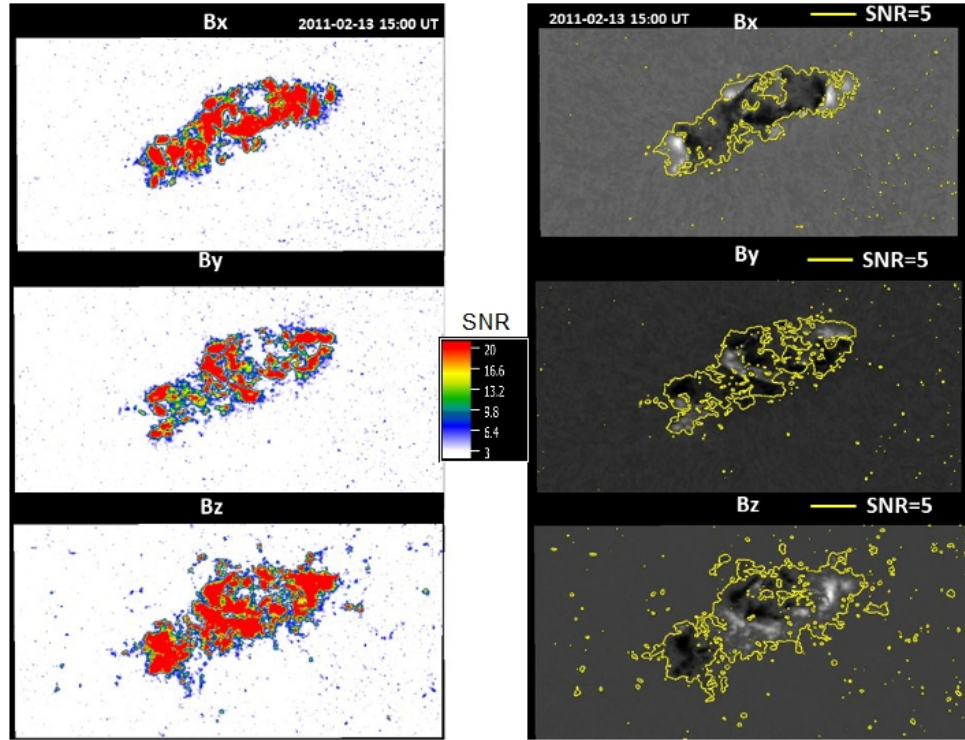 Bx 2011-02-13 15:00 UT
2011-02-13 15:00 UT Bx SNR=5
By
By SNR=5
SNR
20
16.6
13.2
9.8
6.4
3
Bz
Bz SNR=5